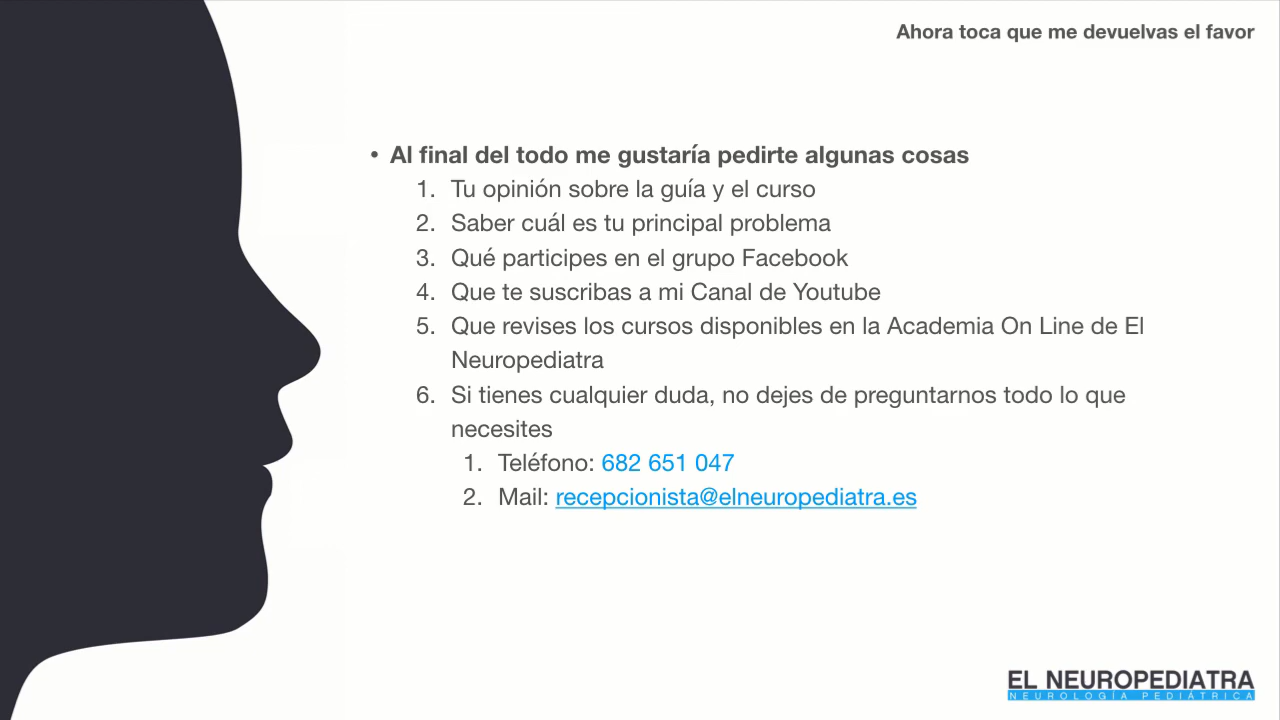 Ahora toca que me devuelvas el favor
• Al final del todo me gustaría pedirte algunas cosas
1. Tu opinión sobre la guía y el curso
2. Saber cuál es tu principal problema
3. Qué participes en el grupo Facebook
4. Que te suscribas a mi Canal de Youtube
5. Que revises los cursos disponibles en la Academia On Line de El
Neuropediatra
6. Si tienes cualquier duda, no dejes de preguntarnos todo lo que
necesites
1. Teléfono: 682 651 047
2. Mail: recepcionista@elneuropediatra.es
EL NEUROPEDIATRA
NEUROLOGÍA PEDIÁTRICA